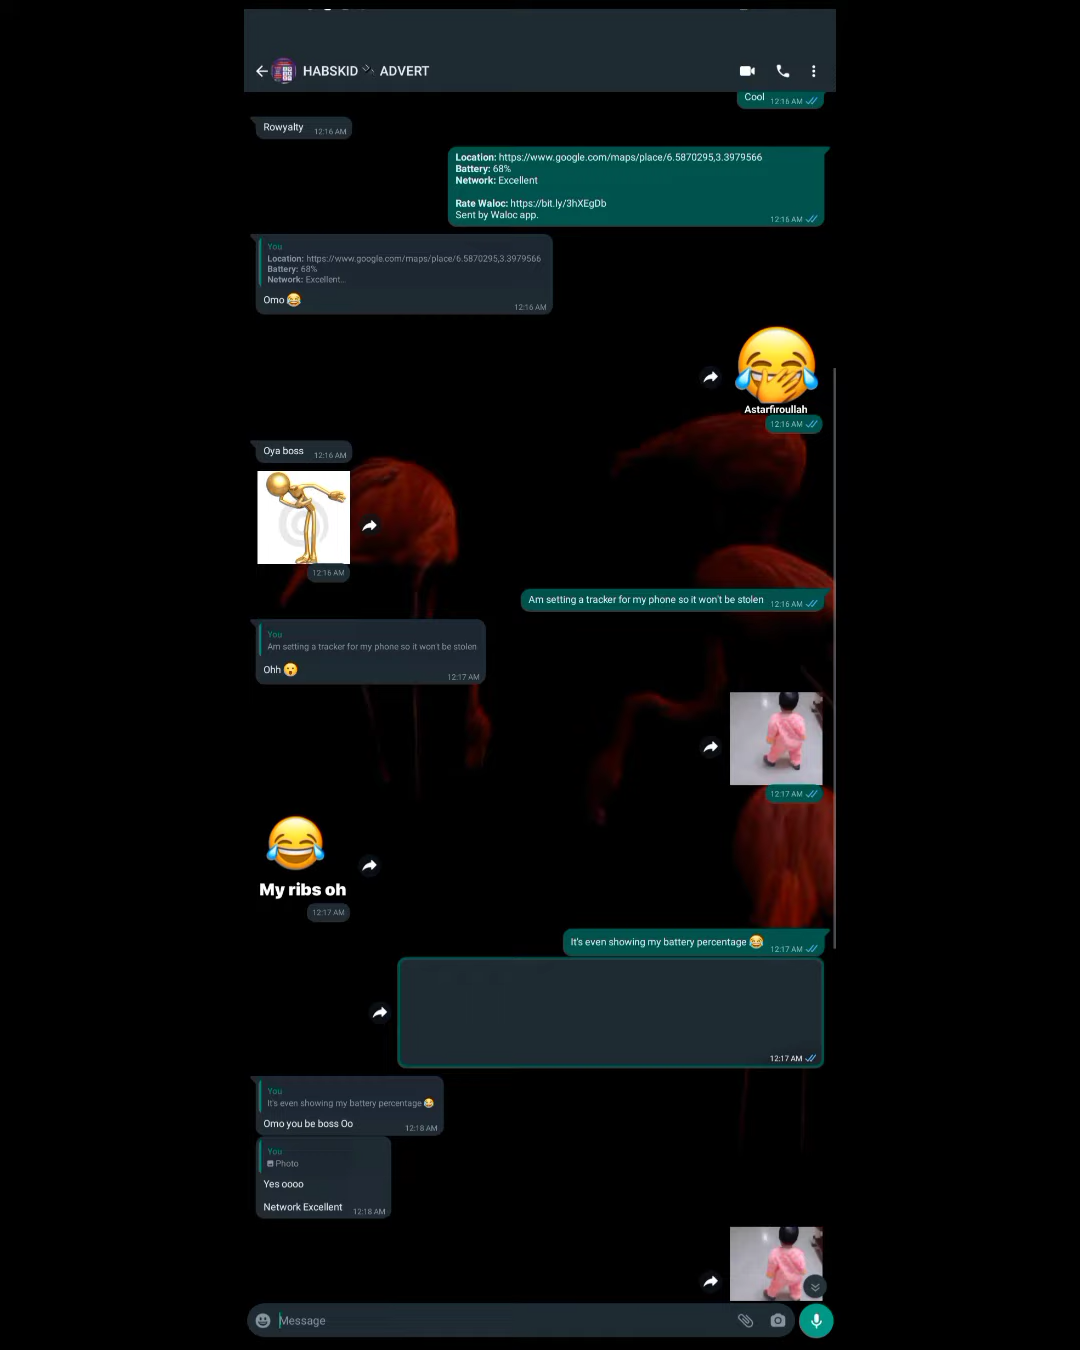 HABSKID🔌 ADVERT
Cool 12:16 AM
Rowyalty 12:16 AM
Location: https://www.google.com/maps/place/6.5870295,3.3979566
Battery: 68%
Network: Excellent
Rate Waloc: https://bit.ly/3hXEgDb
Sent by Waloc app.
12:16 AM
You
Location: https://www.google.com/maps/place/6.5870295,3.3979566
Battery: 68%
Network: Excellent...
Omo 😂
12:16 AM
Astarfiroullah
12:16 AM
Oya boss 12:16 AM
12:16 AM
Am setting a tracker for my phone so it won't be stolen 12:16 AM
You
Am setting a tracker for my phone so it won't be stolen
Ohh 😮
12:17 AM
12:17 AM
My ribs oh
12:17 AM
It's even showing my battery percentage 😂 12:17 AM
12:17 AM
You
It's even showing my battery percentage 😂
Omo you be boss Oo 12:18 AM
You
Photo
Yes oooo
Network Excellent 12:18 AM
Message